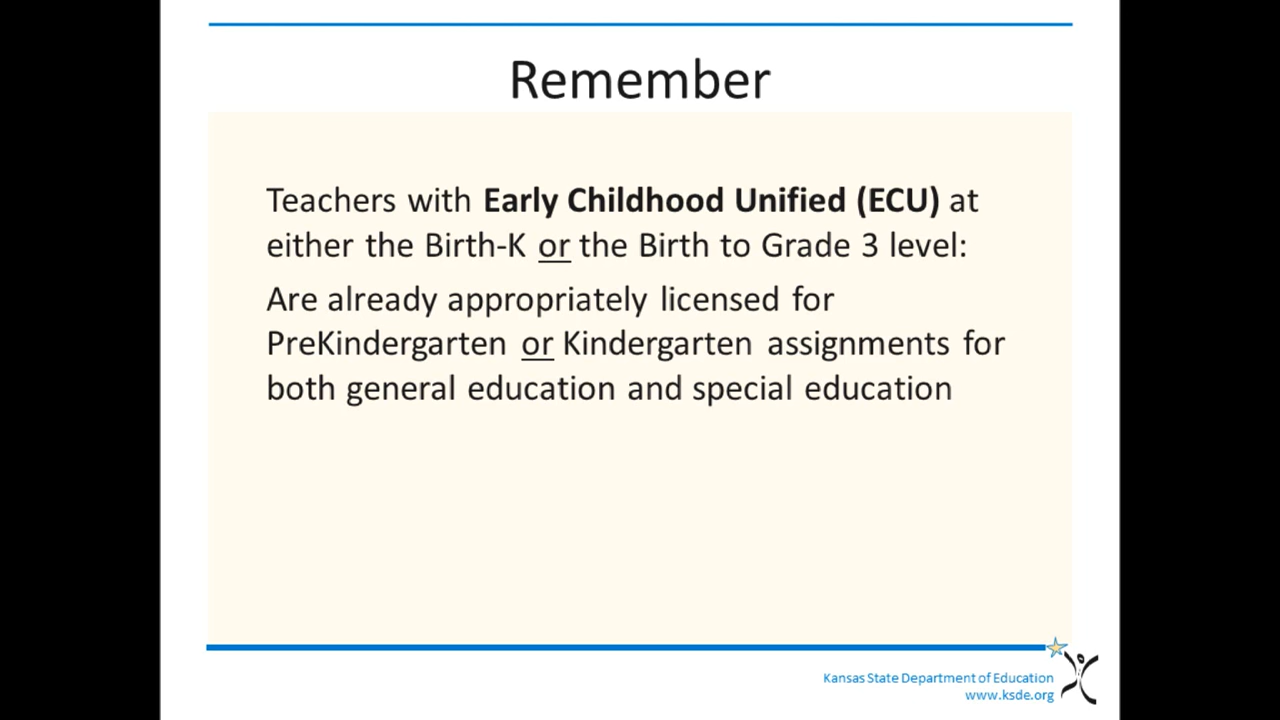 Remember
Teachers with Early Childhood Unified (ECU) at
either the Birth-K or the Birth to Grade 3 level:
Are already appropriately licensed for
PreKindergarten or Kindergarten assignments for
both general education and special education
Kansas State Department of Education
www.ksde.org